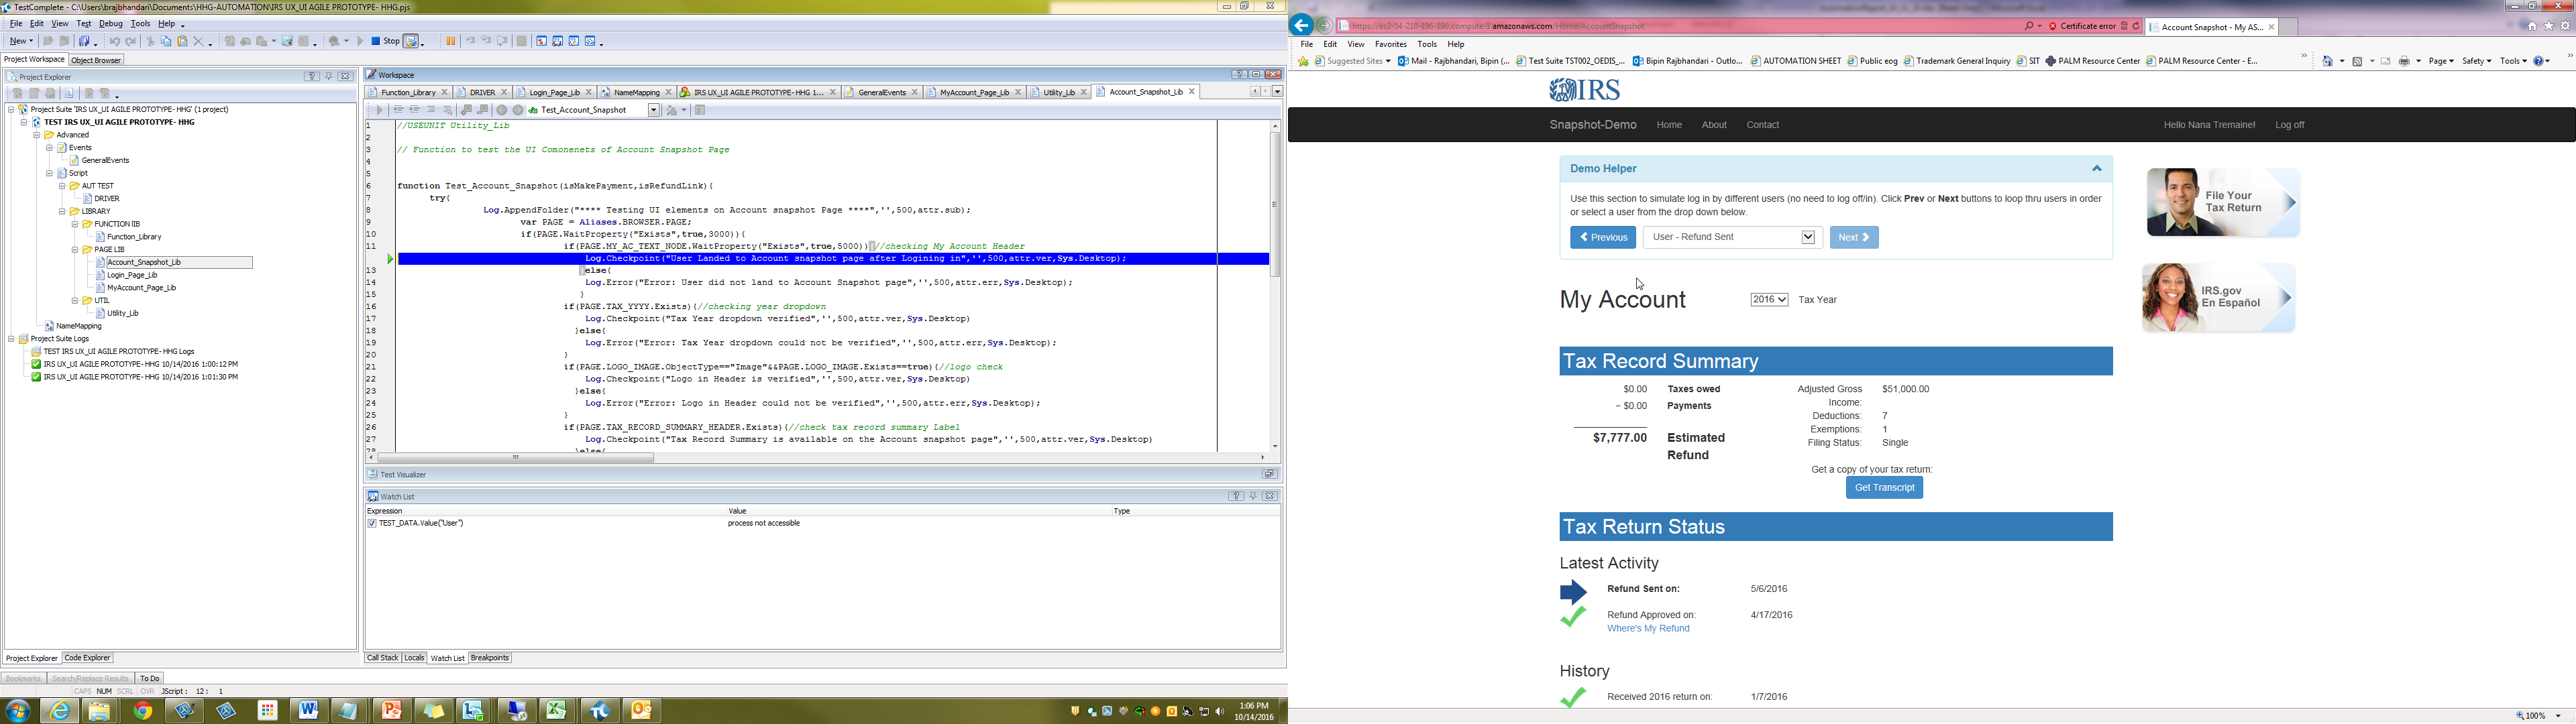 TestComplete - C:\Users\brajbhandari\Documents\HHG-AUTOMATION\IRS UX_UI AGILE PROTOTYPE- HHG.pjs
File Edit View Test Debug Tools Help
New Stop
Project Workspace Object Browser
Project Explorer
Project Suite 'IRS UX_UI AGILE PROTOTYPE-HHG' (1 project)
TEST IRS UX_UI AGILE PROTOTYPE- HHG
Advanced
Events
GeneralEvents
Script
AUT TEST
DRIVER
LIBRARY
FUNCTION lIB
Function_Library
PAGE LIB
Account_Snapshot_Lib
Login_Page_Lib
MyAccount_Page_Lib
UTIL
Utility_Lib
NameMapping
Project Suite Logs
TEST IRS UX_UI AGILE PROTOTYPE- HHG Logs
IRS UX_UI AGILE PROTOTYPE- HHG 10/14/2016 1:00:12 PM
IRS UX_UI AGILE PROTOTYPE- HHG 10/14/2016 1:01:30 PM
Project Explorer Code Explorer
Workspace
Function_Library DRIVER Login_Page_Lib NameMapping IRS UX_UI AGILE PROTOTYPE- HHG 1... GeneralEvents MyAccount_Page_Lib Utility_Lib Account_Snapshot_Lib
Test_Account_Snapshot
1 //USEUNIT Utility_Lib
2
3 // Function to test the UI Comonenets of Account Snapshot Page
4
5
6 function Test_Account_Snapshot(isMakePayment,isRefundLink){
7 try{
8 Log.AppendFolder("**** Testing UI elements on Account snapshot Page ****",'',500,attr.sub);
9 var PAGE = Aliases.BROWSER.PAGE;
10 if(PAGE.WaitProperty("Exists",true,3000)){
11 if(PAGE.MY_AC_TEXT_NODE.WaitProperty("Exists",true,5000)){//checking My Account Header
Log.Checkpoint("User Landed to Account snapshot page after Logining in",'',500,attr.ver,Sys.Desktop);
13 }else{
14 Log.Error("Error: User did not land to Account Snapshot page",'',500,attr.err,Sys.Desktop);
15 }
16 if(PAGE.TAX_YYYY.Exists){//checking year dropdown
17 Log.Checkpoint("Tax Year dropdown verified",'',500,attr.ver,Sys.Desktop)
18 }else{
19 Log.Error("Error: Tax Year dropdown could not be verified",'',500,attr.err,Sys.Desktop);
20 }
21 if(PAGE.LOGO_IMAGE.ObjectType=="Image"&&PAGE.LOGO_IMAGE.Exists==true){//logo check
22 Log.Checkpoint("Logo in Header is verified",'',500,attr.ver,Sys.Desktop)
23 }else{
24 Log.Error("Error: Logo in Header could not be verified",'',500,attr.err,Sys.Desktop);
25 }
26 if(PAGE.TAX_RECORD_SUMMARY_HEADER.Exists){//check tax record summary Label
27 Log.Checkpoint("Tax Record Summary is available on the Account snapshot page",'',500,attr.ver,Sys.Desktop)
28 }else{
Test Visualizer
Watch List
Expression Value Type
TEST_DATA.Value("User") process not accessible
Call Stack Locals Watch List Breakpoints
Bookmarks Search/Replace Results To Do
CAPS NUM SCRL OVR JScript: 12: 1
1:06 PM
10/14/2016
https://ec2-54-210-196-190.compute-1.amazonaws.com/Home/AccountSnapshot Certificate error Account Snapshot - My AS...
File Edit View Favorites Tools Help
Suggested Sites Mail - Rajbhandari, Bipin (... Test Suite TST002_OEDIS_... Bipin Rajbhandari - Outlo... AUTOMATION SHEET Public eog Trademark General Inquiry SIT PALM Resource Center PALM Resource Center - E... Page Safety Tools
IRS
Snapshot-Demo Home About Contact Hello Nana Tremaine! Log off
Demo Helper
Use this section to simulate log in by different users (no need to log off/in). Click Prev or Next buttons to loop thru users in order
or select a user from the drop down below.
Previous User - Refund Sent Next
File Your
Tax Return
IRS.gov
En Español
My Account 2016 Tax Year
Tax Record Summary
$0.00 Taxes owed
− $0.00 Payments
$7,777.00 Estimated
Refund
Adjusted Gross $51,000.00
Income:
Deductions: 7
Exemptions: 1
Filing Status: Single
Get a copy of your tax return:
Get Transcript
Tax Return Status
Latest Activity
Refund Sent on: 5/6/2016
Refund Approved on: 4/17/2016
Where's My Refund
History
Received 2016 return on: 1/7/2016
100%